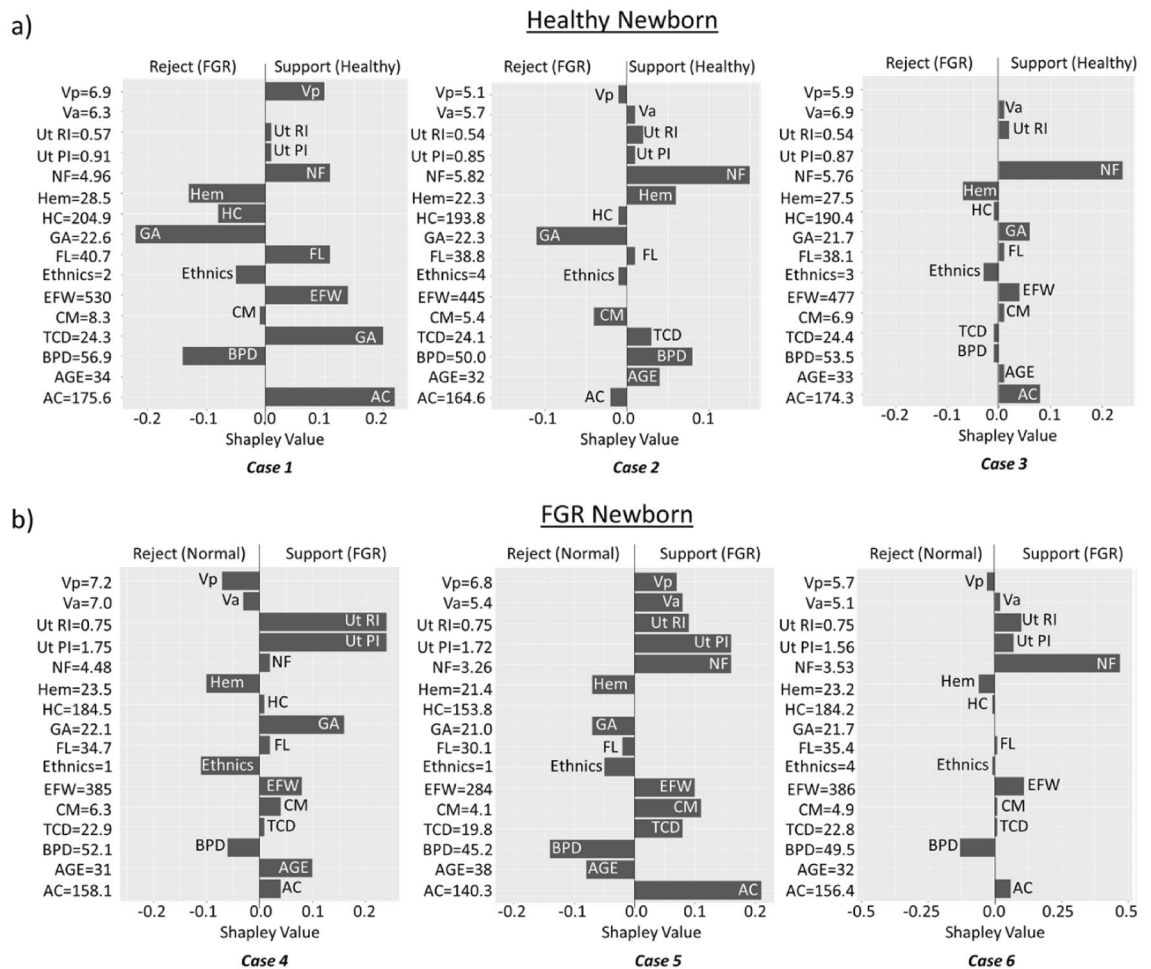 a)
Healthy Newborn
Reject (FGR) Support (Healthy)
Vp=6.9 Vp
Va=6.3
Ut RI=0.57 Ut RI
Ut PI=0.91 Ut PI
NF=4.96 NF
Hem=28.5 Hem
HC=204.9 HC
GA=22.6 GA
FL=40.7 FL
Ethnics=2 Ethnics
EFW=530 EFW
CM=8.3 CM
TCD=24.3 GA
BPD=56.9 BPD
AGE=34
AC=175.6 AC
-0.2 -0.1 0.0 0.1 0.2
Shapley Value
Case 1
Reject (FGR) Support (Healthy)
Vp=5.1 Vp
Va=5.7 Va
Ut RI=0.54 Ut RI
Ut PI=0.85 Ut PI
NF=5.82 NF
Hem=22.3 Hem
HC=193.8 HC
GA=22.3 GA
FL=38.8 FL
Ethnics=4 Ethnics
EFW=445
CM=5.4 CM
TCD=24.1 TCD
BPD=50.0 BPD
AGE=32 AGE
AC=164.6 AC
-0.1 0.0 0.1
Shapley Value
Case 2
Reject (FGR) Support (Healthy)
Vp=5.9
Va=6.9 Va
Ut RI=0.54 Ut RI
Ut PI=0.87
NF=5.76 NF
Hem=27.5 Hem
HC=190.4 HC
GA=21.7 GA
FL=38.1 FL
Ethnics=3 Ethnics
EFW=477 EFW
CM=6.9 CM
TCD=24.4 TCD
BPD=53.5 BPD
AGE=33 AGE
AC=174.3 AC
-0.2 -0.1 0.0 0.1 0.2
Shapley Value
Case 3
b)
FGR Newborn
Reject (Normal) Support (FGR)
Vp=7.2 Vp
Va=7.0 Va
Ut RI=0.75 Ut RI
Ut PI=1.75 Ut PI
NF=4.48 NF
Hem=23.5 Hem
HC=184.5 HC
GA=22.1 GA
FL=34.7 FL
Ethnics=1 Ethnics
EFW=385 EFW
CM=6.3 CM
TCD=22.9 TCD
BPD=52.1 BPD
AGE=31 AGE
AC=158.1 AC
-0.2 -0.1 0.0 0.2
Shapley Value
Case 4
Reject (Normal) Support (FGR)
Vp=6.8 Vp
Va=5.4 Va
Ut RI=0.75 Ut RI
Ut PI=1.72 Ut PI
NF=3.26 NF
Hem=21.4 Hem
HC=153.8
GA=21.0 GA
FL=30.1 FL
Ethnics=1 Ethnics
EFW=284 EFW
CM=4.1 CM
TCD=19.8 TCD
BPD=45.2 BPD
AGE=38 AGE
AC=140.3 AC
-0.2 -0.1 0.0 0.1 0.2
Shapley Value
Case 5
Reject (Normal) Support (FGR)
Vp=5.7 Vp
Va=5.1 Va
Ut RI=0.75 Ut RI
Ut PI=1.56 Ut PI
NF=3.53 NF
Hem=23.2 Hem
HC=184.2 HC
GA=21.7
FL=35.4 FL
Ethnics=4 Ethnics
EFW=386 EFW
CM=4.9 CM
TCD=22.8 TCD
BPD=49.5 BPD
AGE=32
AC=156.4 AC
-0.5 -0.25 0.0 0.25 0.5
Shapley Value
Case 6